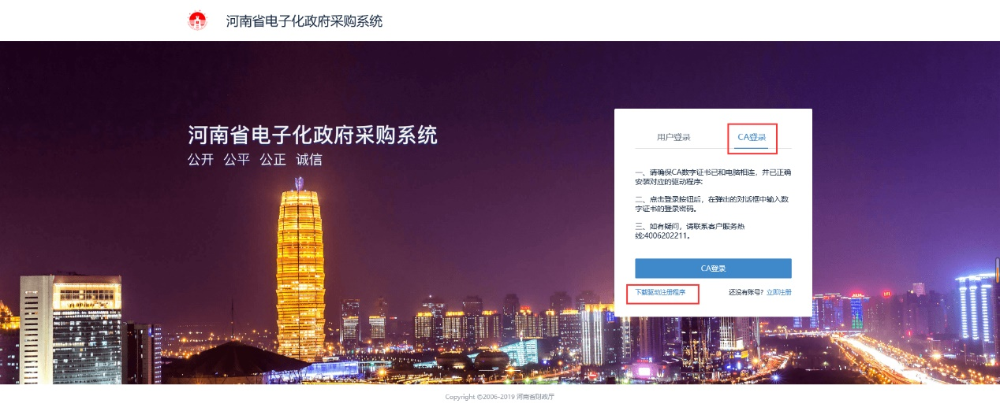 河南省电子化政府采购系统
河南省电子化政府采购系统
公开 公平 公正 诚信
用户登录 CA登录
一、请确保CA数字证书已和电脑相连，并已正确
安装对应的驱动程序;
二、点击登录按钮后，在弹出的对话框中输入数
字证书的登录密码。
三、如有疑问，请联系客户服务热
线:4006202211。
CA登录
下载驱动注册程序 还没有账号? 立即注册
Copyright ©2006-2019 河南省财政厅